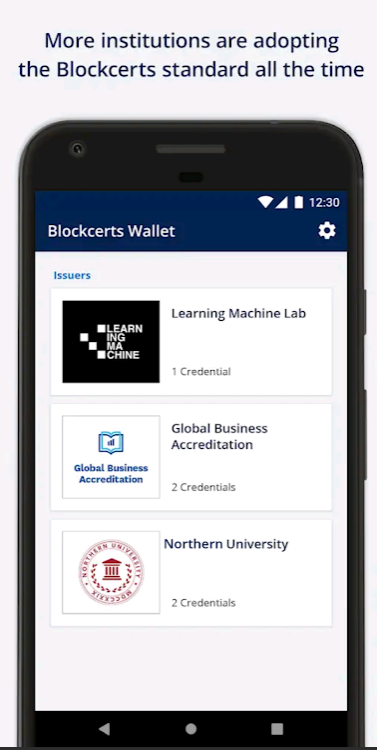 More institutions are adopting
the Blockcerts standard all the time
12:30
Blockcerts Wallet
Issuers
LEARN
ING
MA
CHINE
Learning Machine Lab
1 Credential
Global Business
Accreditation
Global Business
Accreditation
2 Credentials
NORTHERN UNIVERSITY
MDCCCXIX
Northern University
2 Credentials